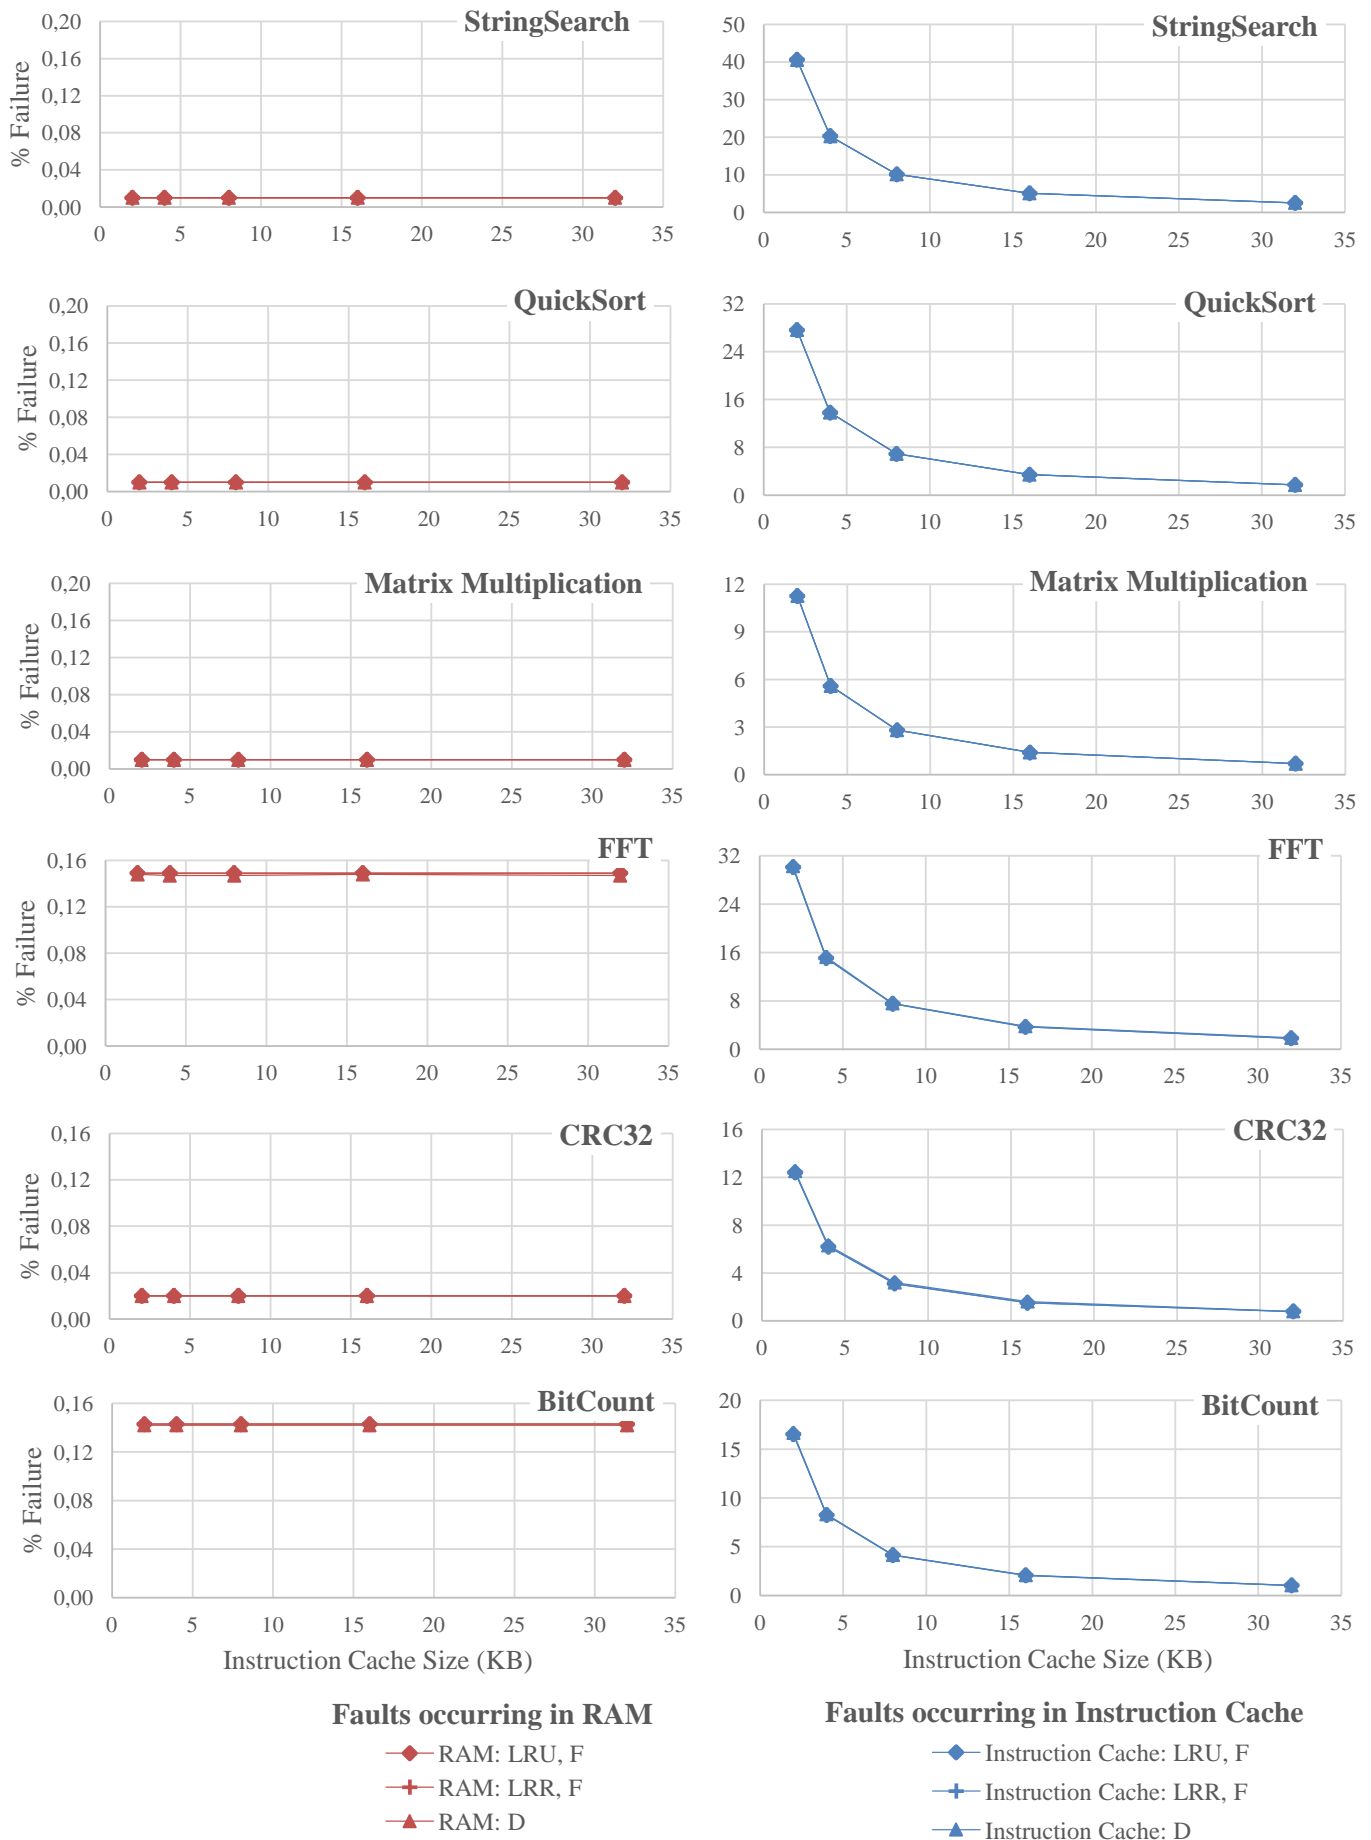 StringSearch
% Failure
0,20
0,16
0,12
0,08
0,04
0,00
0 5 10 15 20 25 30 35
StringSearch
50
40
30
20
10
0
0 5 10 15 20 25 30 35
QuickSort
% Failure
0,20
0,16
0,12
0,08
0,04
0,00
0 5 10 15 20 25 30 35
QuickSort
32
24
16
8
0
0 5 10 15 20 25 30 35
Matrix Multiplication
% Failure
0,20
0,16
0,12
0,08
0,04
0,00
0 5 10 15 20 25 30 35
Matrix Multiplication
12
9
6
3
0
0 5 10 15 20 25 30 35
FFT
% Failure
0,16
0,12
0,08
0,04
0,00
0 5 10 15 20 25 30 35
FFT
32
24
16
8
0
0 5 10 15 20 25 30 35
CRC32
% Failure
0,16
0,12
0,08
0,04
0,00
0 5 10 15 20 25 30 35
CRC32
16
12
8
4
0
0 5 10 15 20 25 30 35
BitCount
% Failure
0,16
0,12
0,08
0,04
0,00
0 5 10 15 20 25 30 35
Instruction Cache Size (KB)
BitCount
20
15
10
5
0
0 5 10 15 20 25 30 35
Instruction Cache Size (KB)
Faults occurring in RAM
RAM: LRU, F
RAM: LRR, F
RAM: D
Faults occurring in Instruction Cache
Instruction Cache: LRU, F
Instruction Cache: LRR, F
Instruction Cache: D